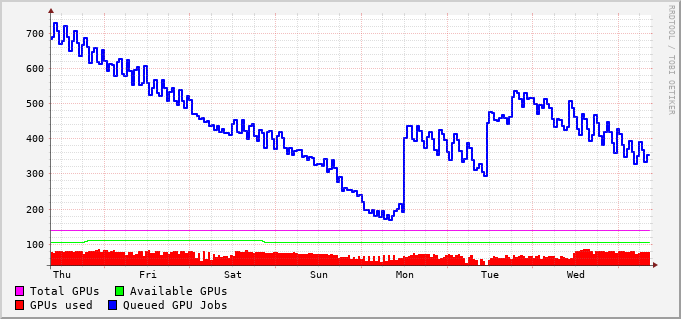 RRDTOOL / TOBI OETIKER
700
600
500
400
300
200
100
Thu Fri Sat Sun Mon Tue Wed
Total GPUs Available GPUs
GPUs used Queued GPU Jobs